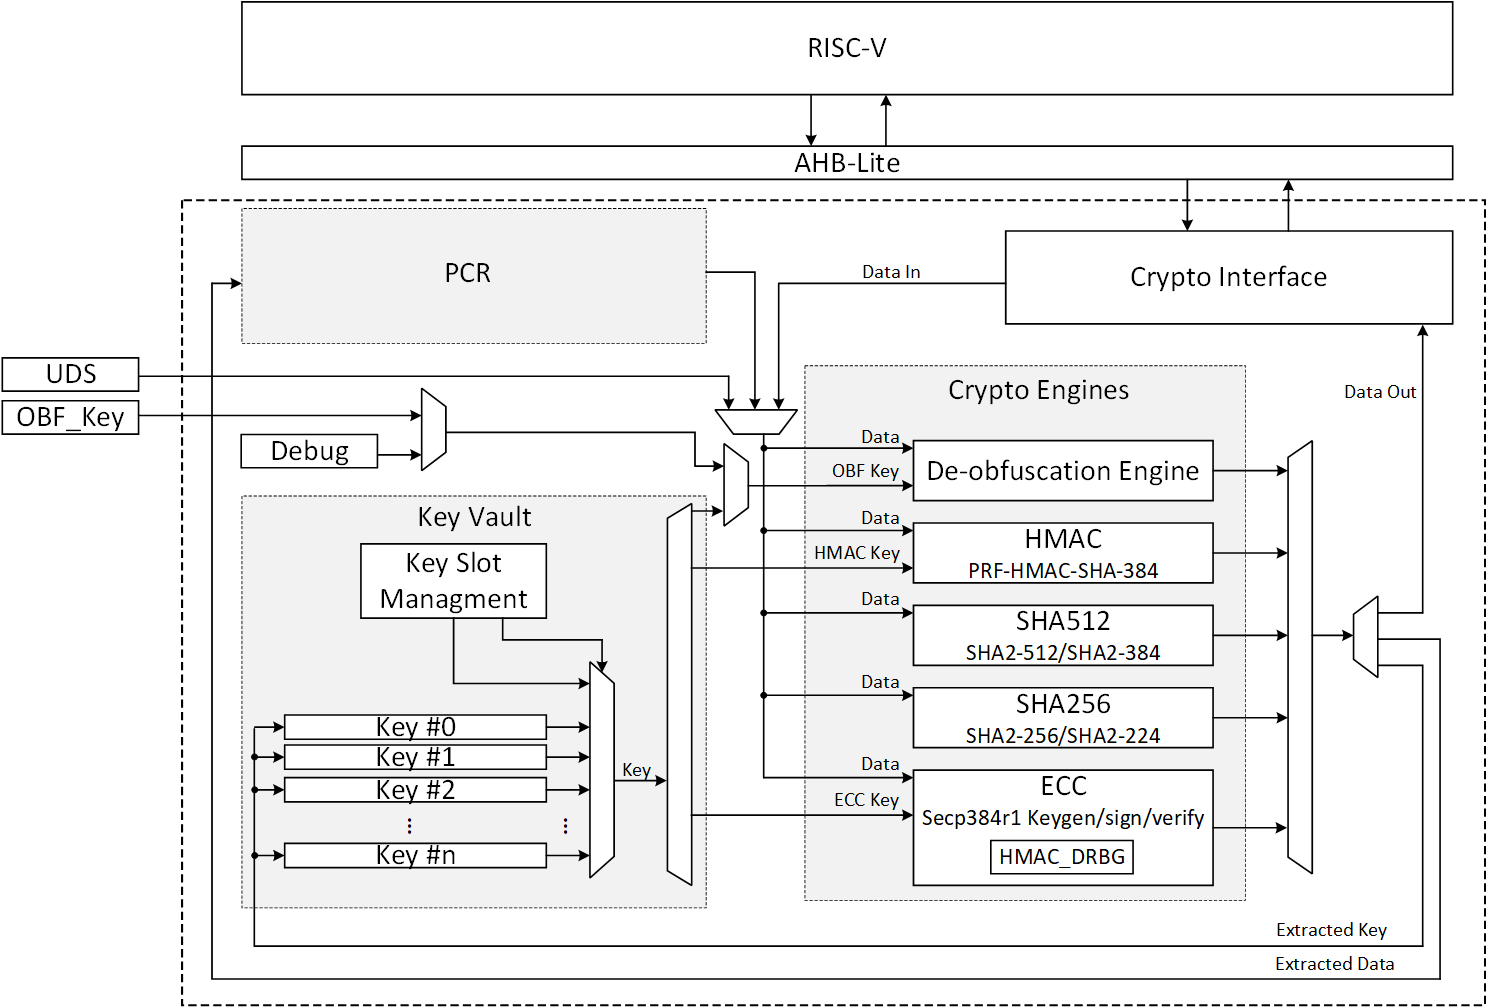 RISC-V
AHB-Lite
PCR
Data In
Crypto Interface
UDS
OBF_Key
Debug
Crypto Engines
Data Out
Data
OBF Key
De-obfuscation Engine
Key Vault
Key Slot
Managment
Data
HMAC Key
HMAC
PRF-HMAC-SHA-384
Data
SHA512
SHA2-512/SHA2-384
Data
SHA256
SHA2-256/SHA2-224
Key #0
Key #1
Key #2
⋮ ⋮
Key #n
Key
Data
ECC Key
ECC
Secp384r1 Keygen/sign/verify
HMAC_DRBG
Extracted Key
Extracted Data